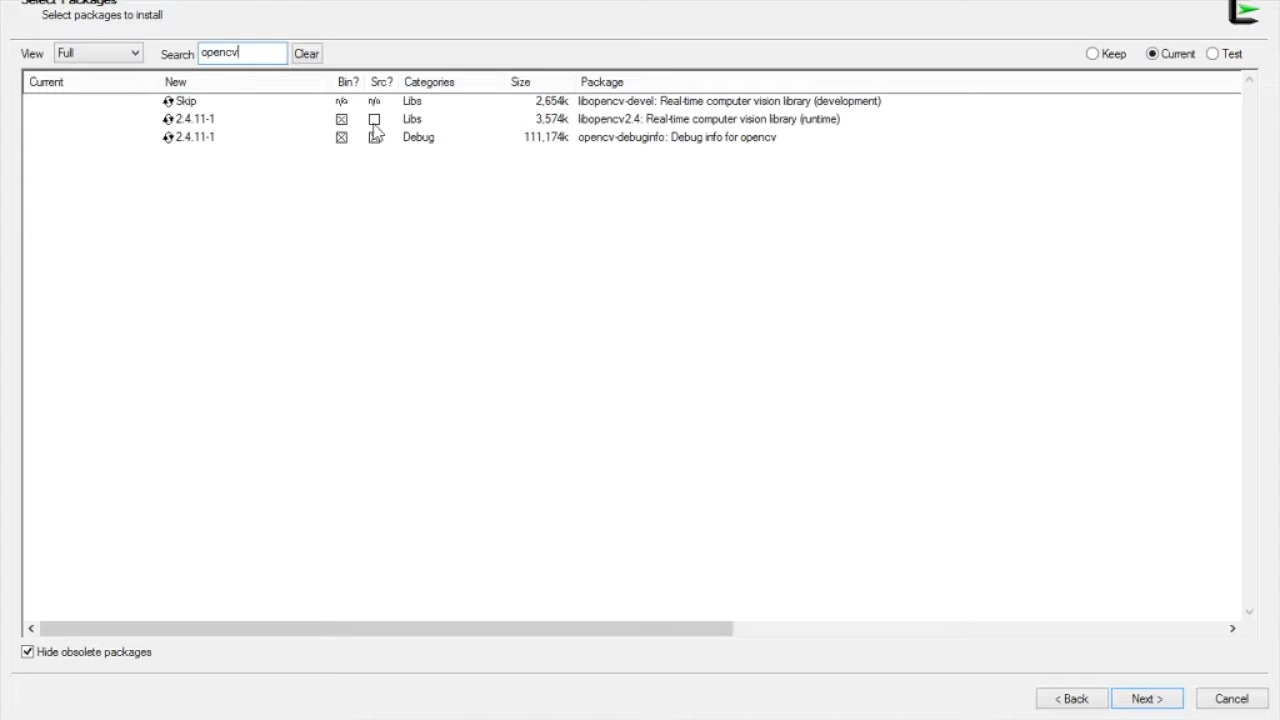 Select Packages
Select packages to install
View Full Search opencv Clear Keep Current Test
Current New Bin? Src? Categories Size Package
Skip n/a n/a Libs 2,654k libopencv-devel: Real-time computer vision library (development)
2.4.11-1 Libs 3,574k libopencv2.4: Real-time computer vision library (runtime)
2.4.11-1 Debug 111,174k opencv-debuginfo: Debug info for opencv
Hide obsolete packages
< Back Next > Cancel